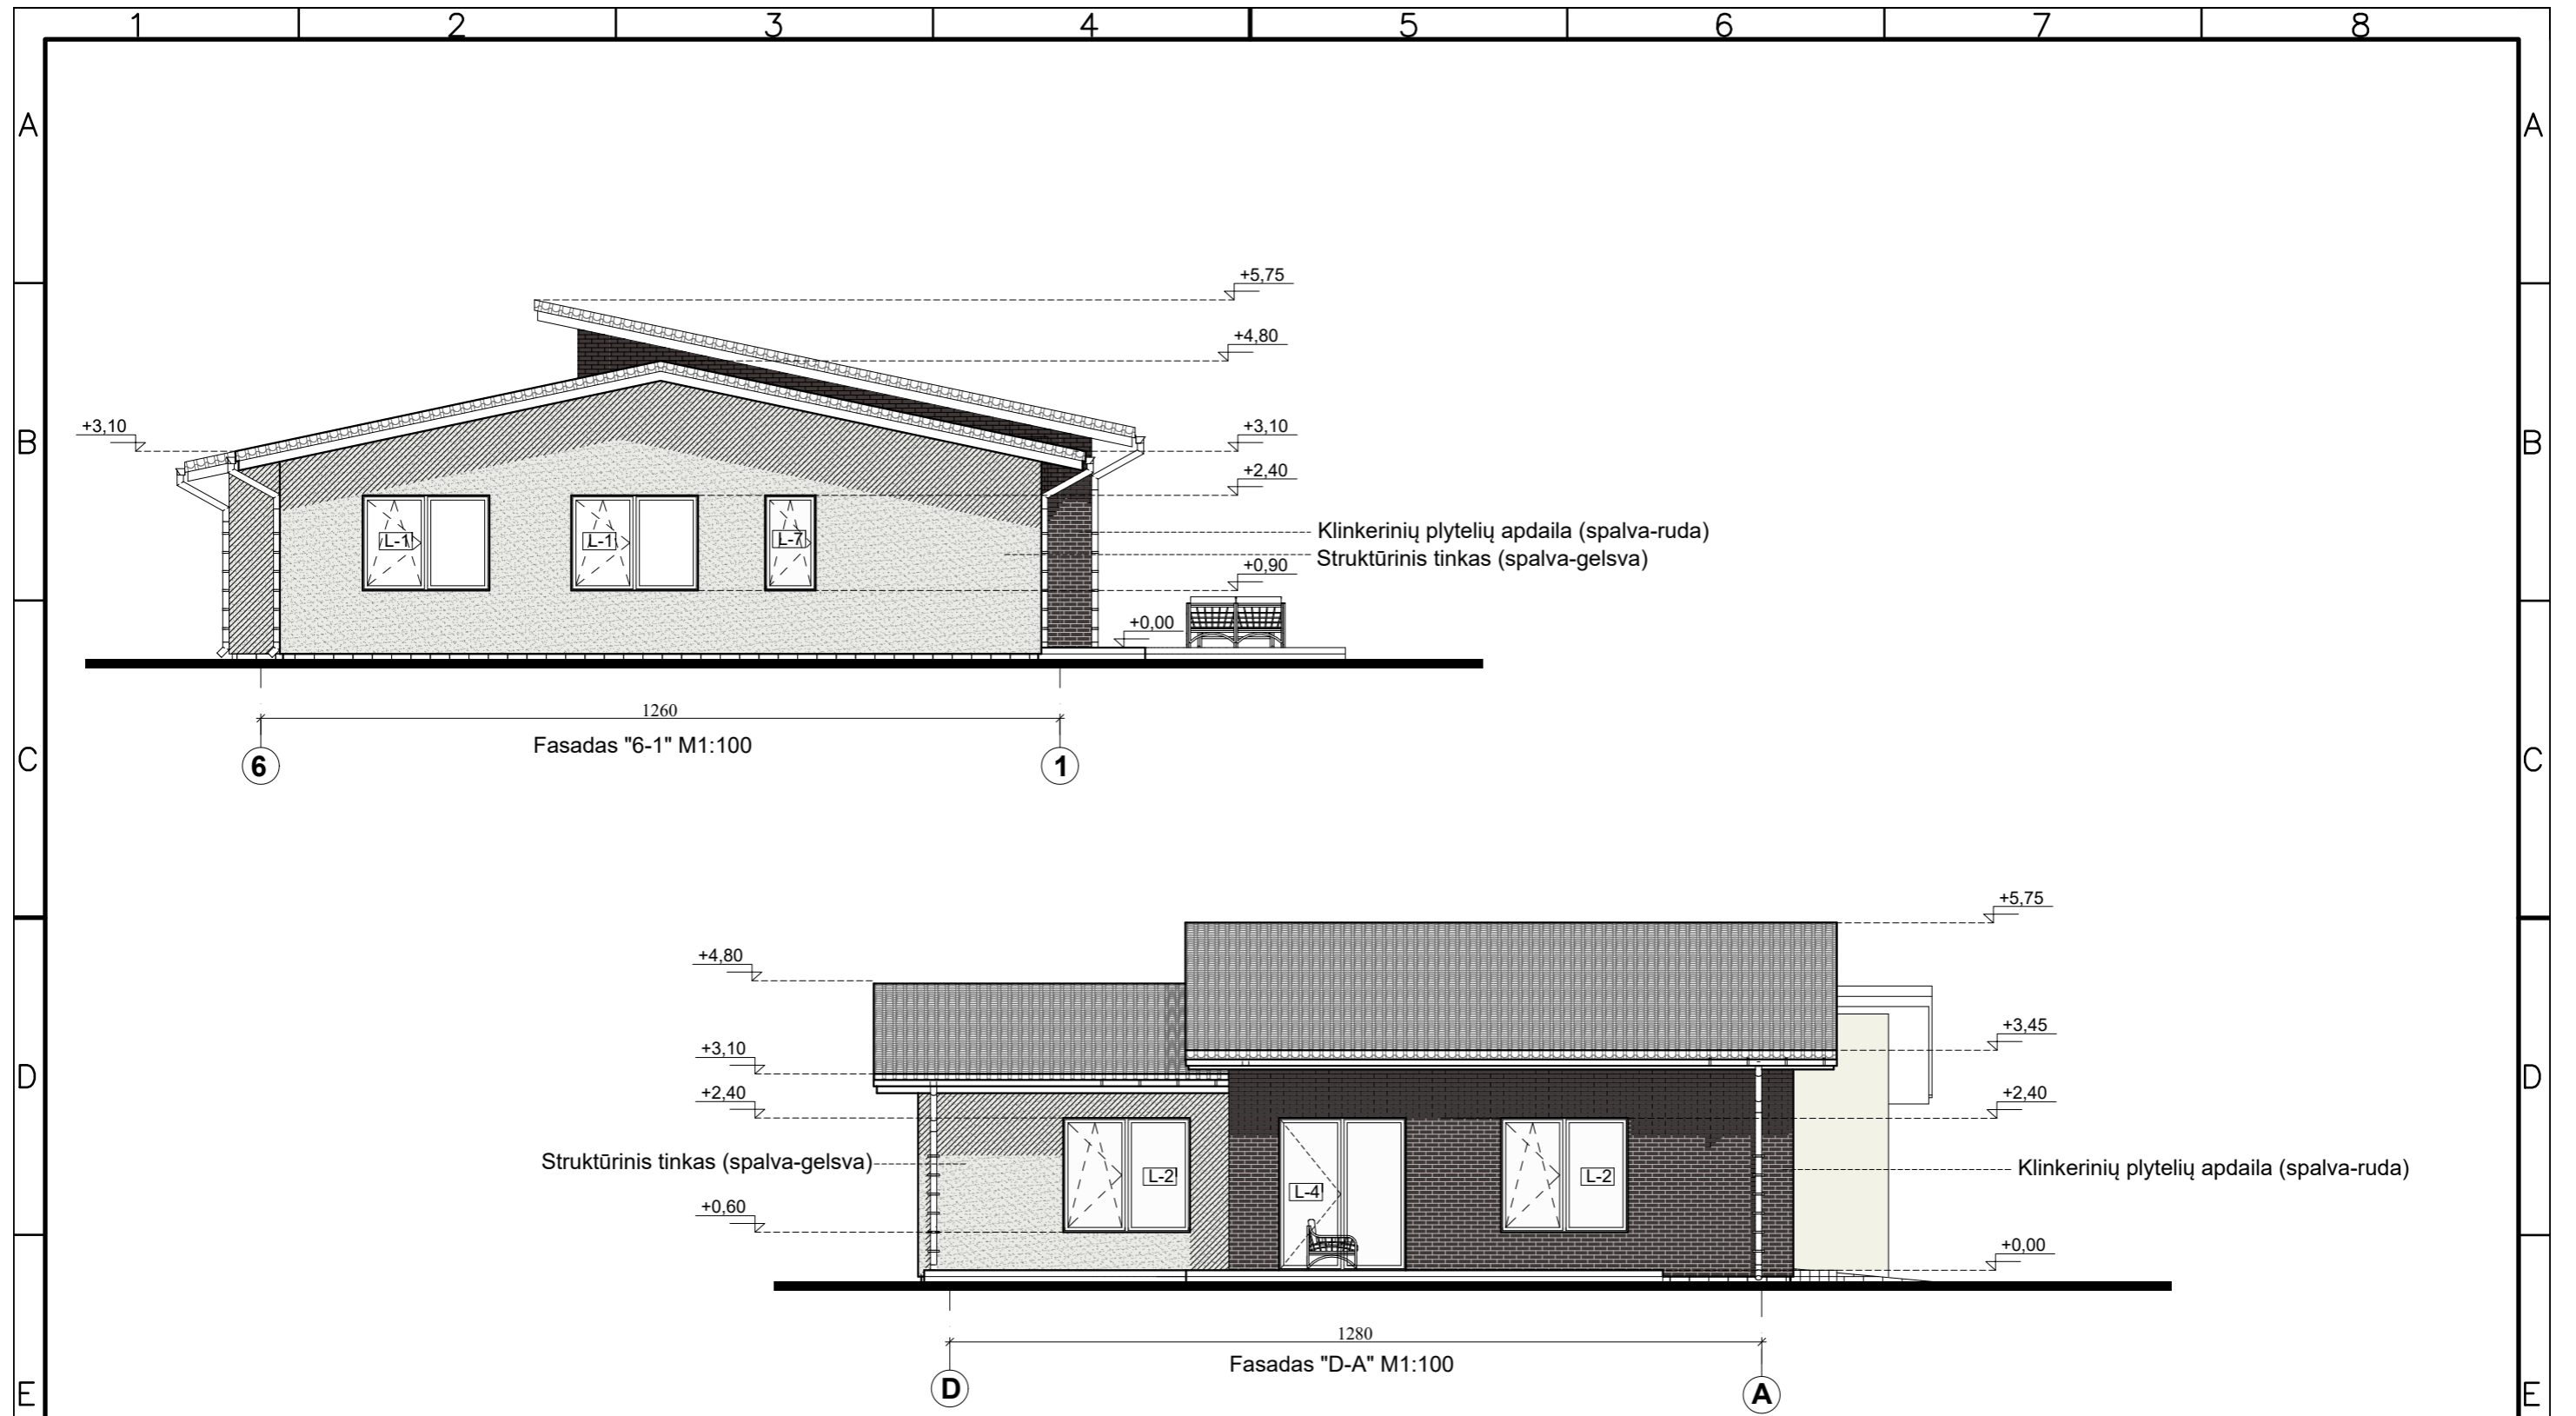 1 2 3 4 5 6 7 8
A A
+5,75
+4,80
+3,10 +3,10
B B
+2,40
Klinkerinių plytelių apdaila (spalva-ruda)
L-1 L-1 L-7
Struktūrinis tinkas (spalva-gelsva)
+0,90
+0,00
1260
Fasadas "6-1" M1:100
6 1
C C
+5,75
+4,80
+3,45
+3,10
D D
+2,40 +2,40
Struktūrinis tinkas (spalva-gelsva)
Klinkerinių plytelių apdaila (spalva-ruda)
L-2 L-4 L-2
+0,60
+0,00
1280
Fasadas "D-A" M1:100
D A
E E